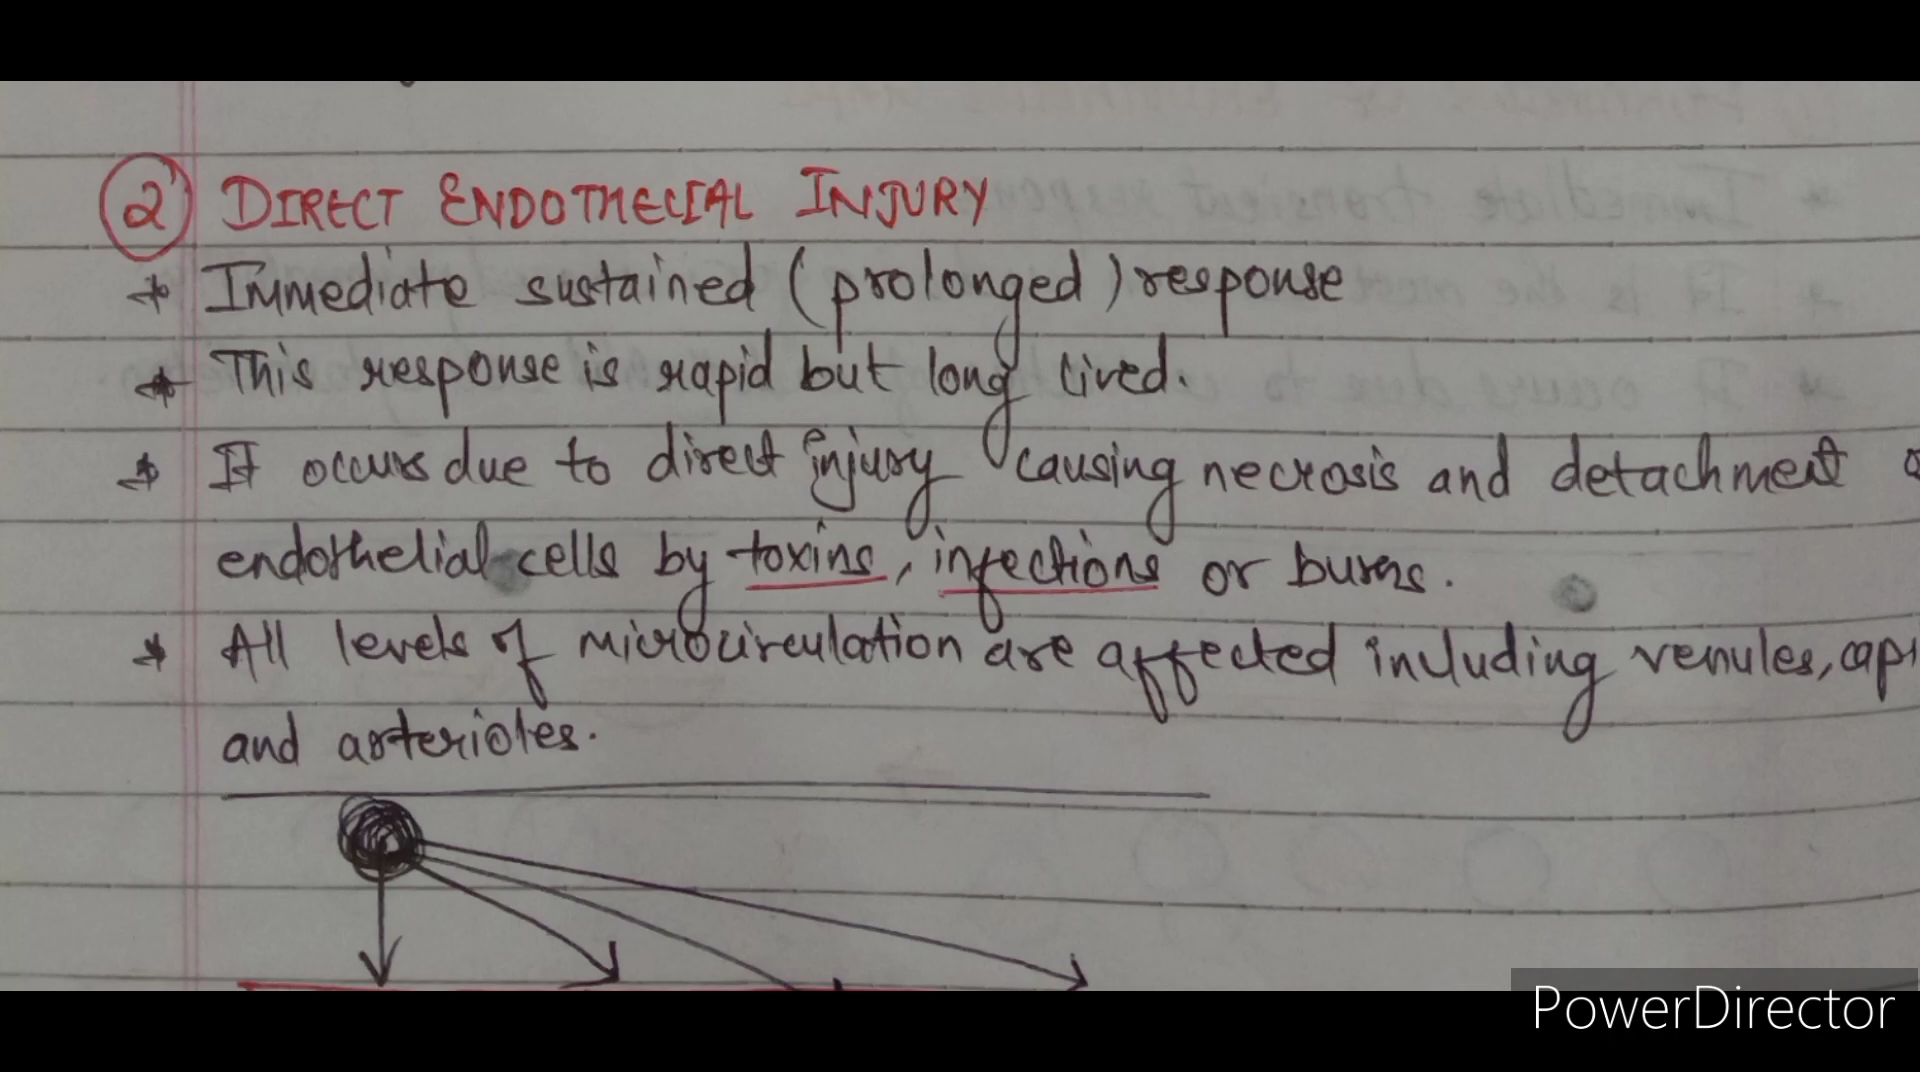 2 DIRECT ENDOTHELIAL INJURY
* Immediate sustained (prolonged) response
* This response is rapid but long lived.
* It occurs due to direct injury causing necrosis and detachment
endothelial cells by toxins, infections or burns.
* All levels of microcirculation are affected including venules, capi
and arterioles.
PowerDirector